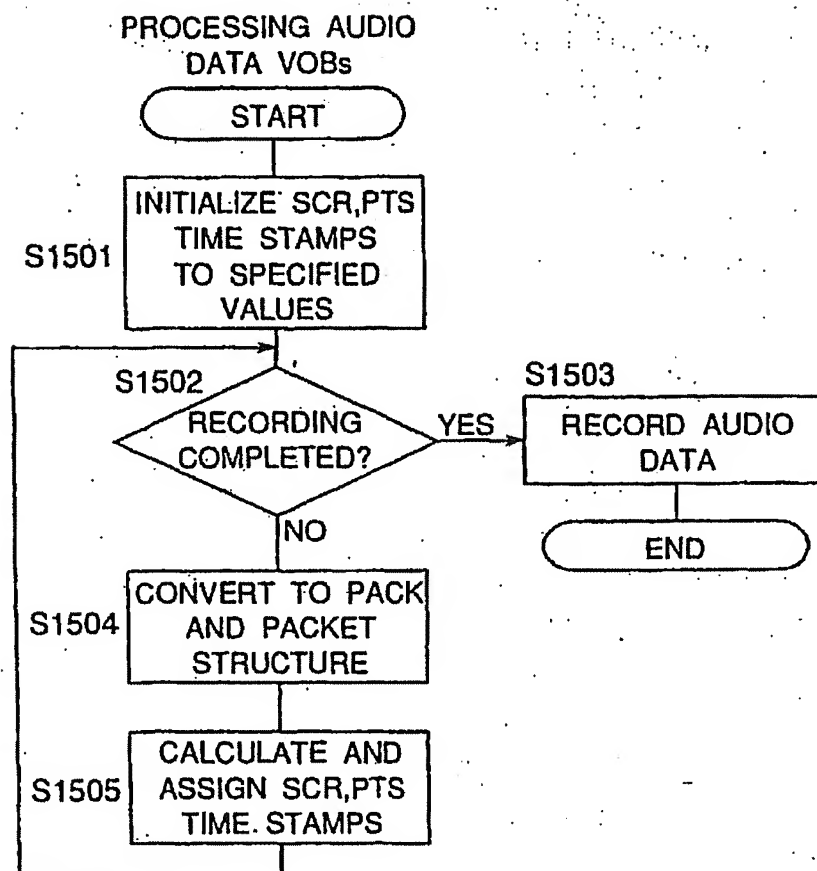 PROCESSING AUDIO
DATA VOBs
START
S1501
INITIALIZE SCR,PTS
TIME STAMPS
TO SPECIFIED
VALUES
S1502
RECORDING
COMPLETED?
YES
S1503
RECORD AUDIO
DATA
END
NO
S1504
CONVERT TO PACK
AND PACKET
STRUCTURE
S1505
CALCULATE AND
ASSIGN SCR,PTS
TIME. STAMPS